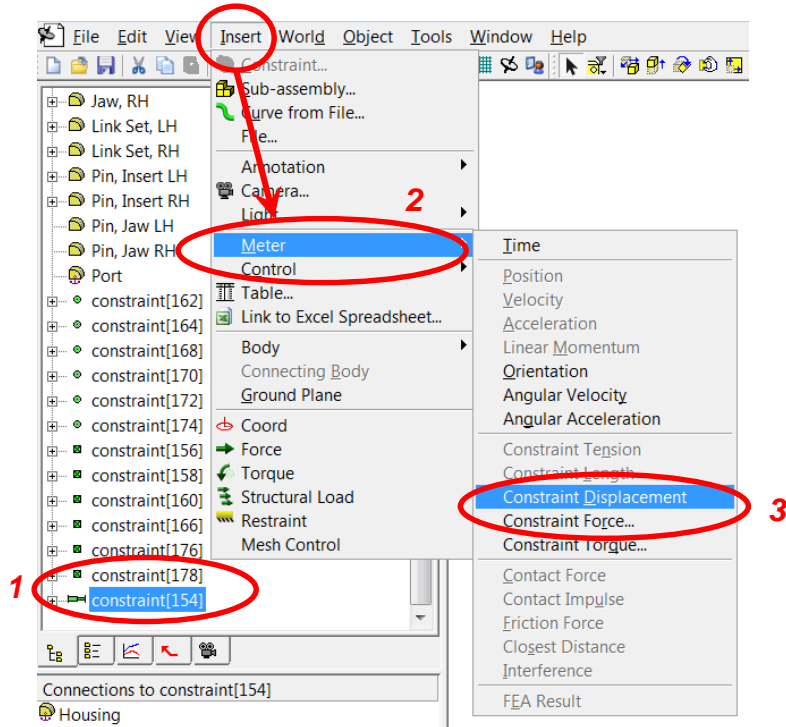 File Edit View Insert World Object Tools Window Help
Jaw, RH
Link Set, LH
Link Set, RH
Pin, Insert LH
Pin, Insert RH
Pin, Jaw LH
Pin, Jaw RH
Port
constraint[162]
constraint[164]
constraint[168]
constraint[170]
constraint[172]
constraint[174]
constraint[156]
constraint[158]
constraint[160]
constraint[166]
constraint[176]
constraint[178]
1
constraint[154]
Connections to constraint[154]
Housing
Constraint...
Sub-assembly...
Curve from File...
File...
Annotation
Camera...
Light
2
Meter
Control
Table...
Link to Excel Spreadsheet...
Body
Connecting Body
Ground Plane
Coord
Force
Torque
Structural Load
Restraint
Mesh Control
Time
Position
Velocity
Acceleration
Linear Momentum
Orientation
Angular Velocity
Angular Acceleration
Constraint Tension
Constraint Length
Constraint Displacement
3
Constraint Force...
Constraint Torque...
Contact Force
Contact Impulse
Friction Force
Closest Distance
Interference
FEA Result